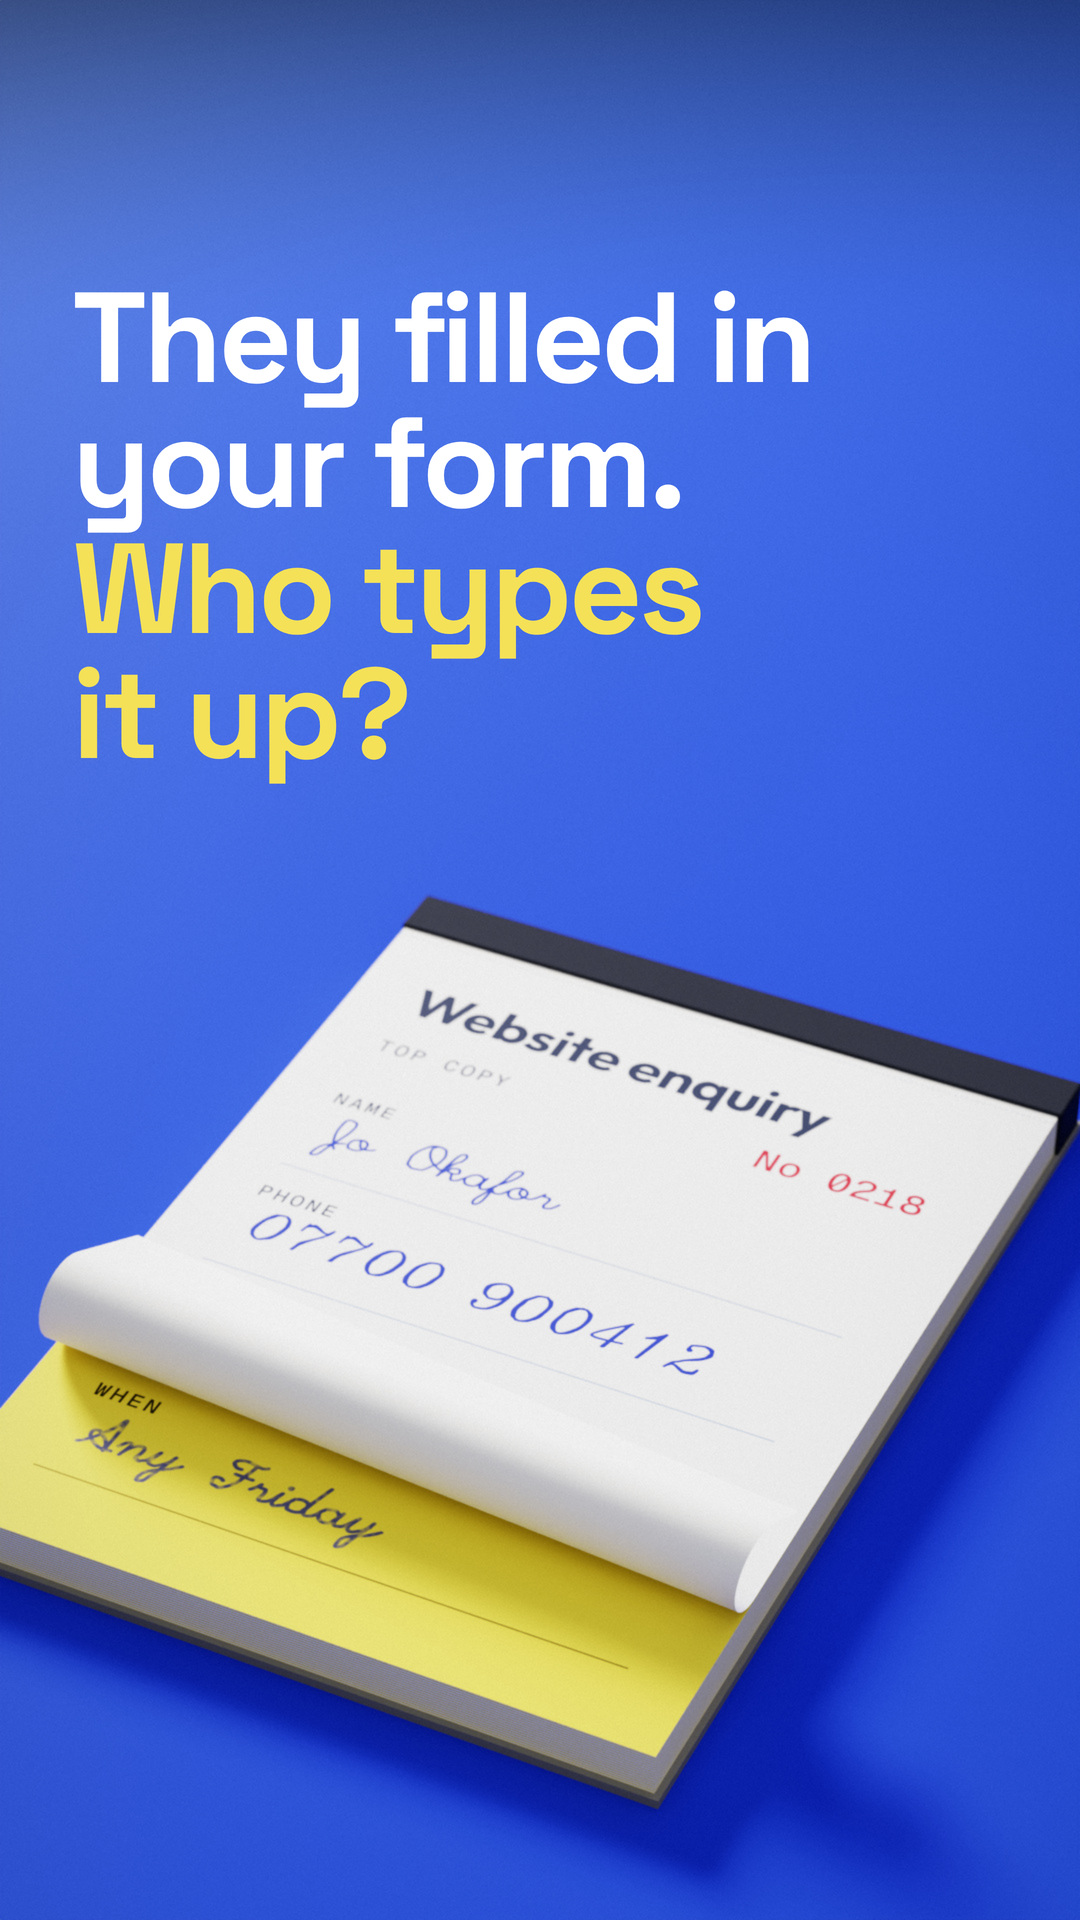 They filled in
your form.
Who types
it up?
Website enquiry
TOP COPY
No 0218
NAME
Jo Okafor
PHONE
07700 900412
WHEN
Any Friday